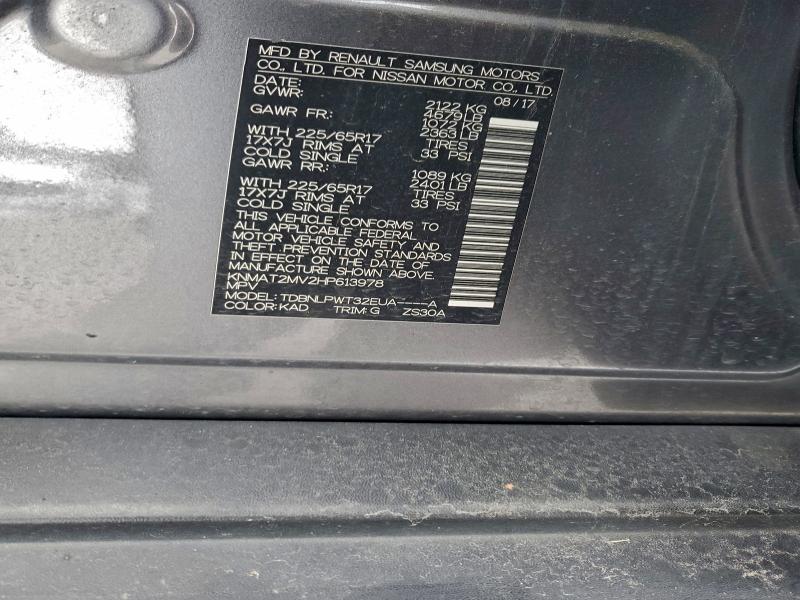 MFD BY RENAULT SAMSUNG MOTORS
CO., LTD. FOR NISSAN MOTOR CO., LTD.
DATE: 08/17
GVWR: 2122 KG
4679 LB
GAWR FR: 1072 KG
2363 LB
WITH 225/65R17 TIRES
17X7J RIMS AT 33 PSI
COLD SINGLE
GAWR RR: 1089 KG
2401 LB
WITH 225/65R17 TIRES
17X7J RIMS AT 33 PSI
COLD SINGLE
THIS VEHICLE CONFORMS TO
ALL APPLICABLE FEDERAL
MOTOR VEHICLE SAFETY AND
THEFT PREVENTION STANDARDS
IN EFFECT ON THE DATE OF
MANUFACTURE SHOWN ABOVE.
KNMAT2MV2HP613978
MPV
MODEL: TDBNLPWT32EUA----A
COLOR: KAD TRIM: G ZS30A